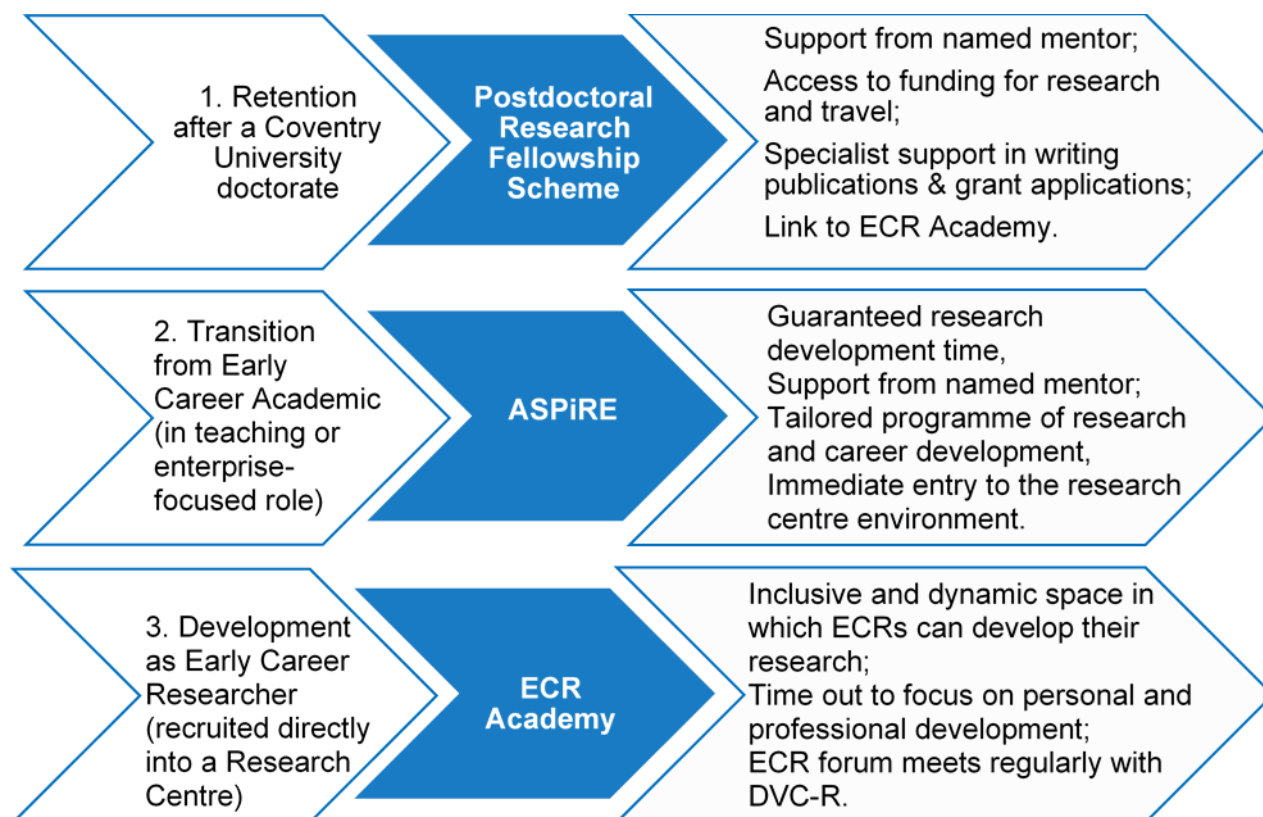 1. Retention
after a Coventry
University
doctorate
Postdoctoral
Research
Fellowship
Scheme
Support from named mentor;
Access to funding for research
and travel;
Specialist support in writing
publications & grant applications;
Link to ECR Academy.
2. Transition
from Early
Career Academic
(in teaching or
enterprise-
focused role)
ASPiRE
Guaranteed research
development time,
Support from named mentor;
Tailored programme of research
and career development,
Immediate entry to the research
centre environment.
3. Development
as Early Career
Researcher
(recruited directly
into a Research
Centre)
ECR
Academy
Inclusive and dynamic space in
which ECRs can develop their
research;
Time out to focus on personal and
professional development;
ECR forum meets regularly with
DVC-R.